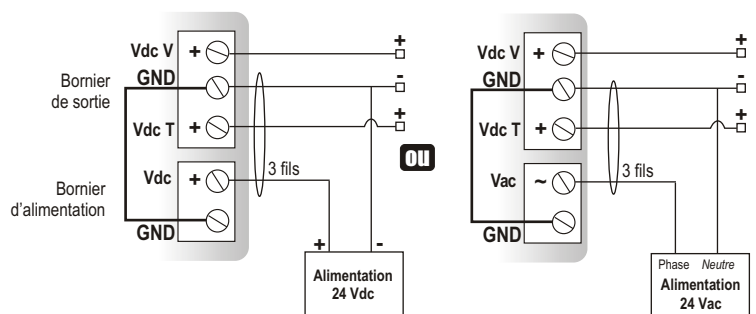 Vdc V
+
GND
Vdc T
+
Vdc
+
GND
Bornier
de sortie
Bornier
d'alimentation
3 fils
+
-
+
+
-
Alimentation
24 Vdc
ou
Vdc V
+
GND
Vdc T
+
Vac
~
GND
3 fils
+
-
+
Phase Neutre
Alimentation
24 Vac